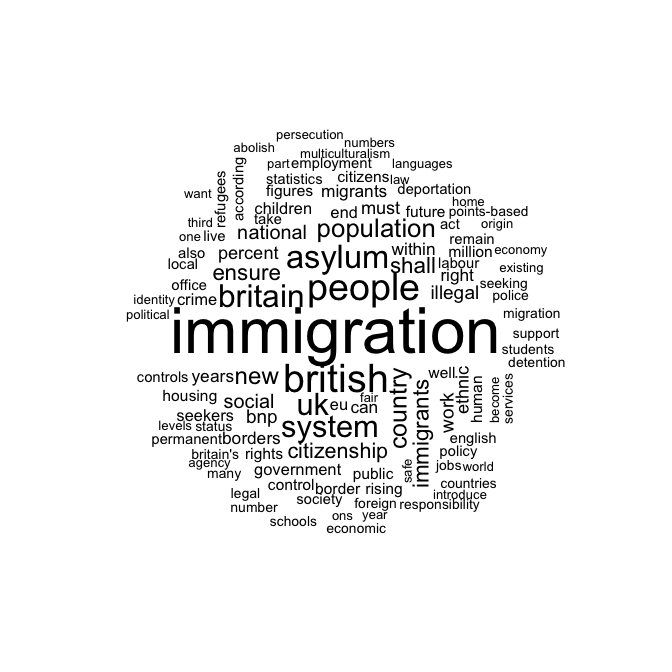 persecution
abolish numbers
multiculturalism
part employment languages
according
statistics citizens law
refugees
want figures migrants deportation
home
children end must future points-based
third take
one live national population act origin
within remain
also percent asylum million economy
local ensure shall labour existing
right
office people seeking
identity crime britain illegal police
political immigration migration
support
students
detention
controls years new british country well ... ethnic
housing social uk eu fair can immigrants work human become services
seekers bnp
levels status system
permanent borders citizenship english
britain's rights policy
agency government public safe jobs world
many
control border rising countries
legal society introduce
number foreign responsibility
schools ons year
economic